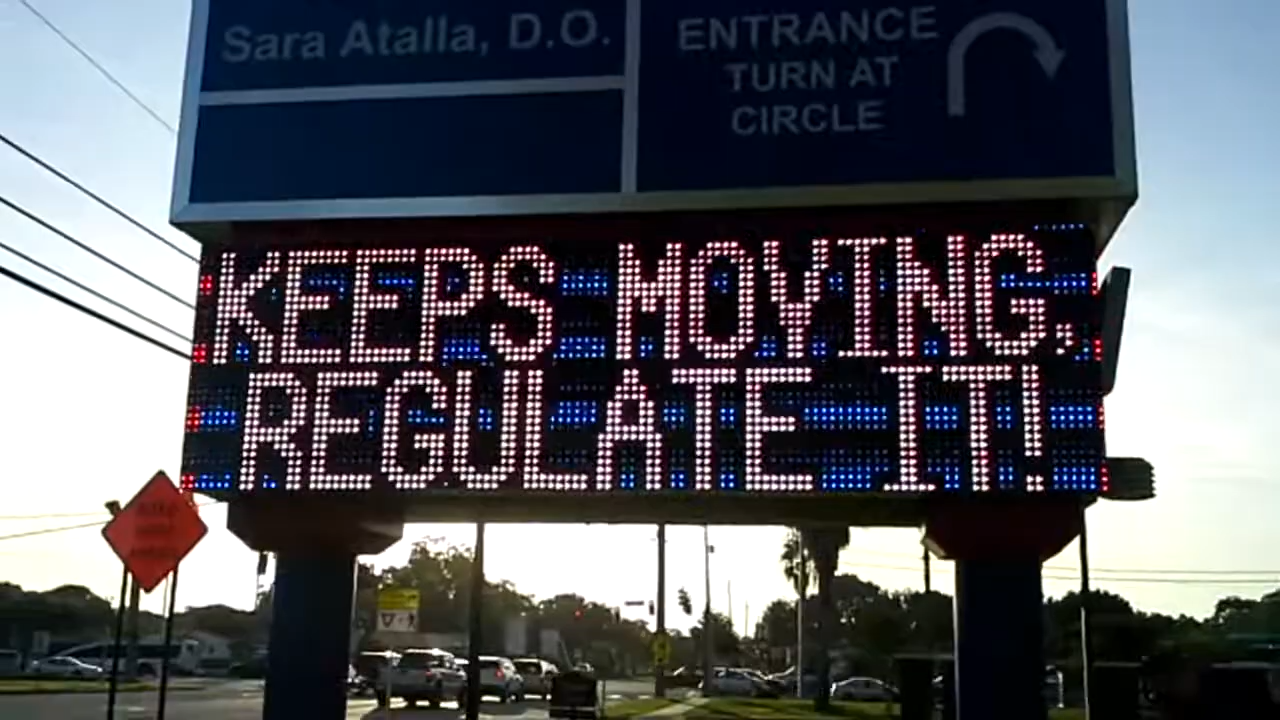 Sara Atalla, D.O.
ENTRANCE
TURN AT
CIRCLE
KEEPS MOVING,
REGULATE IT!